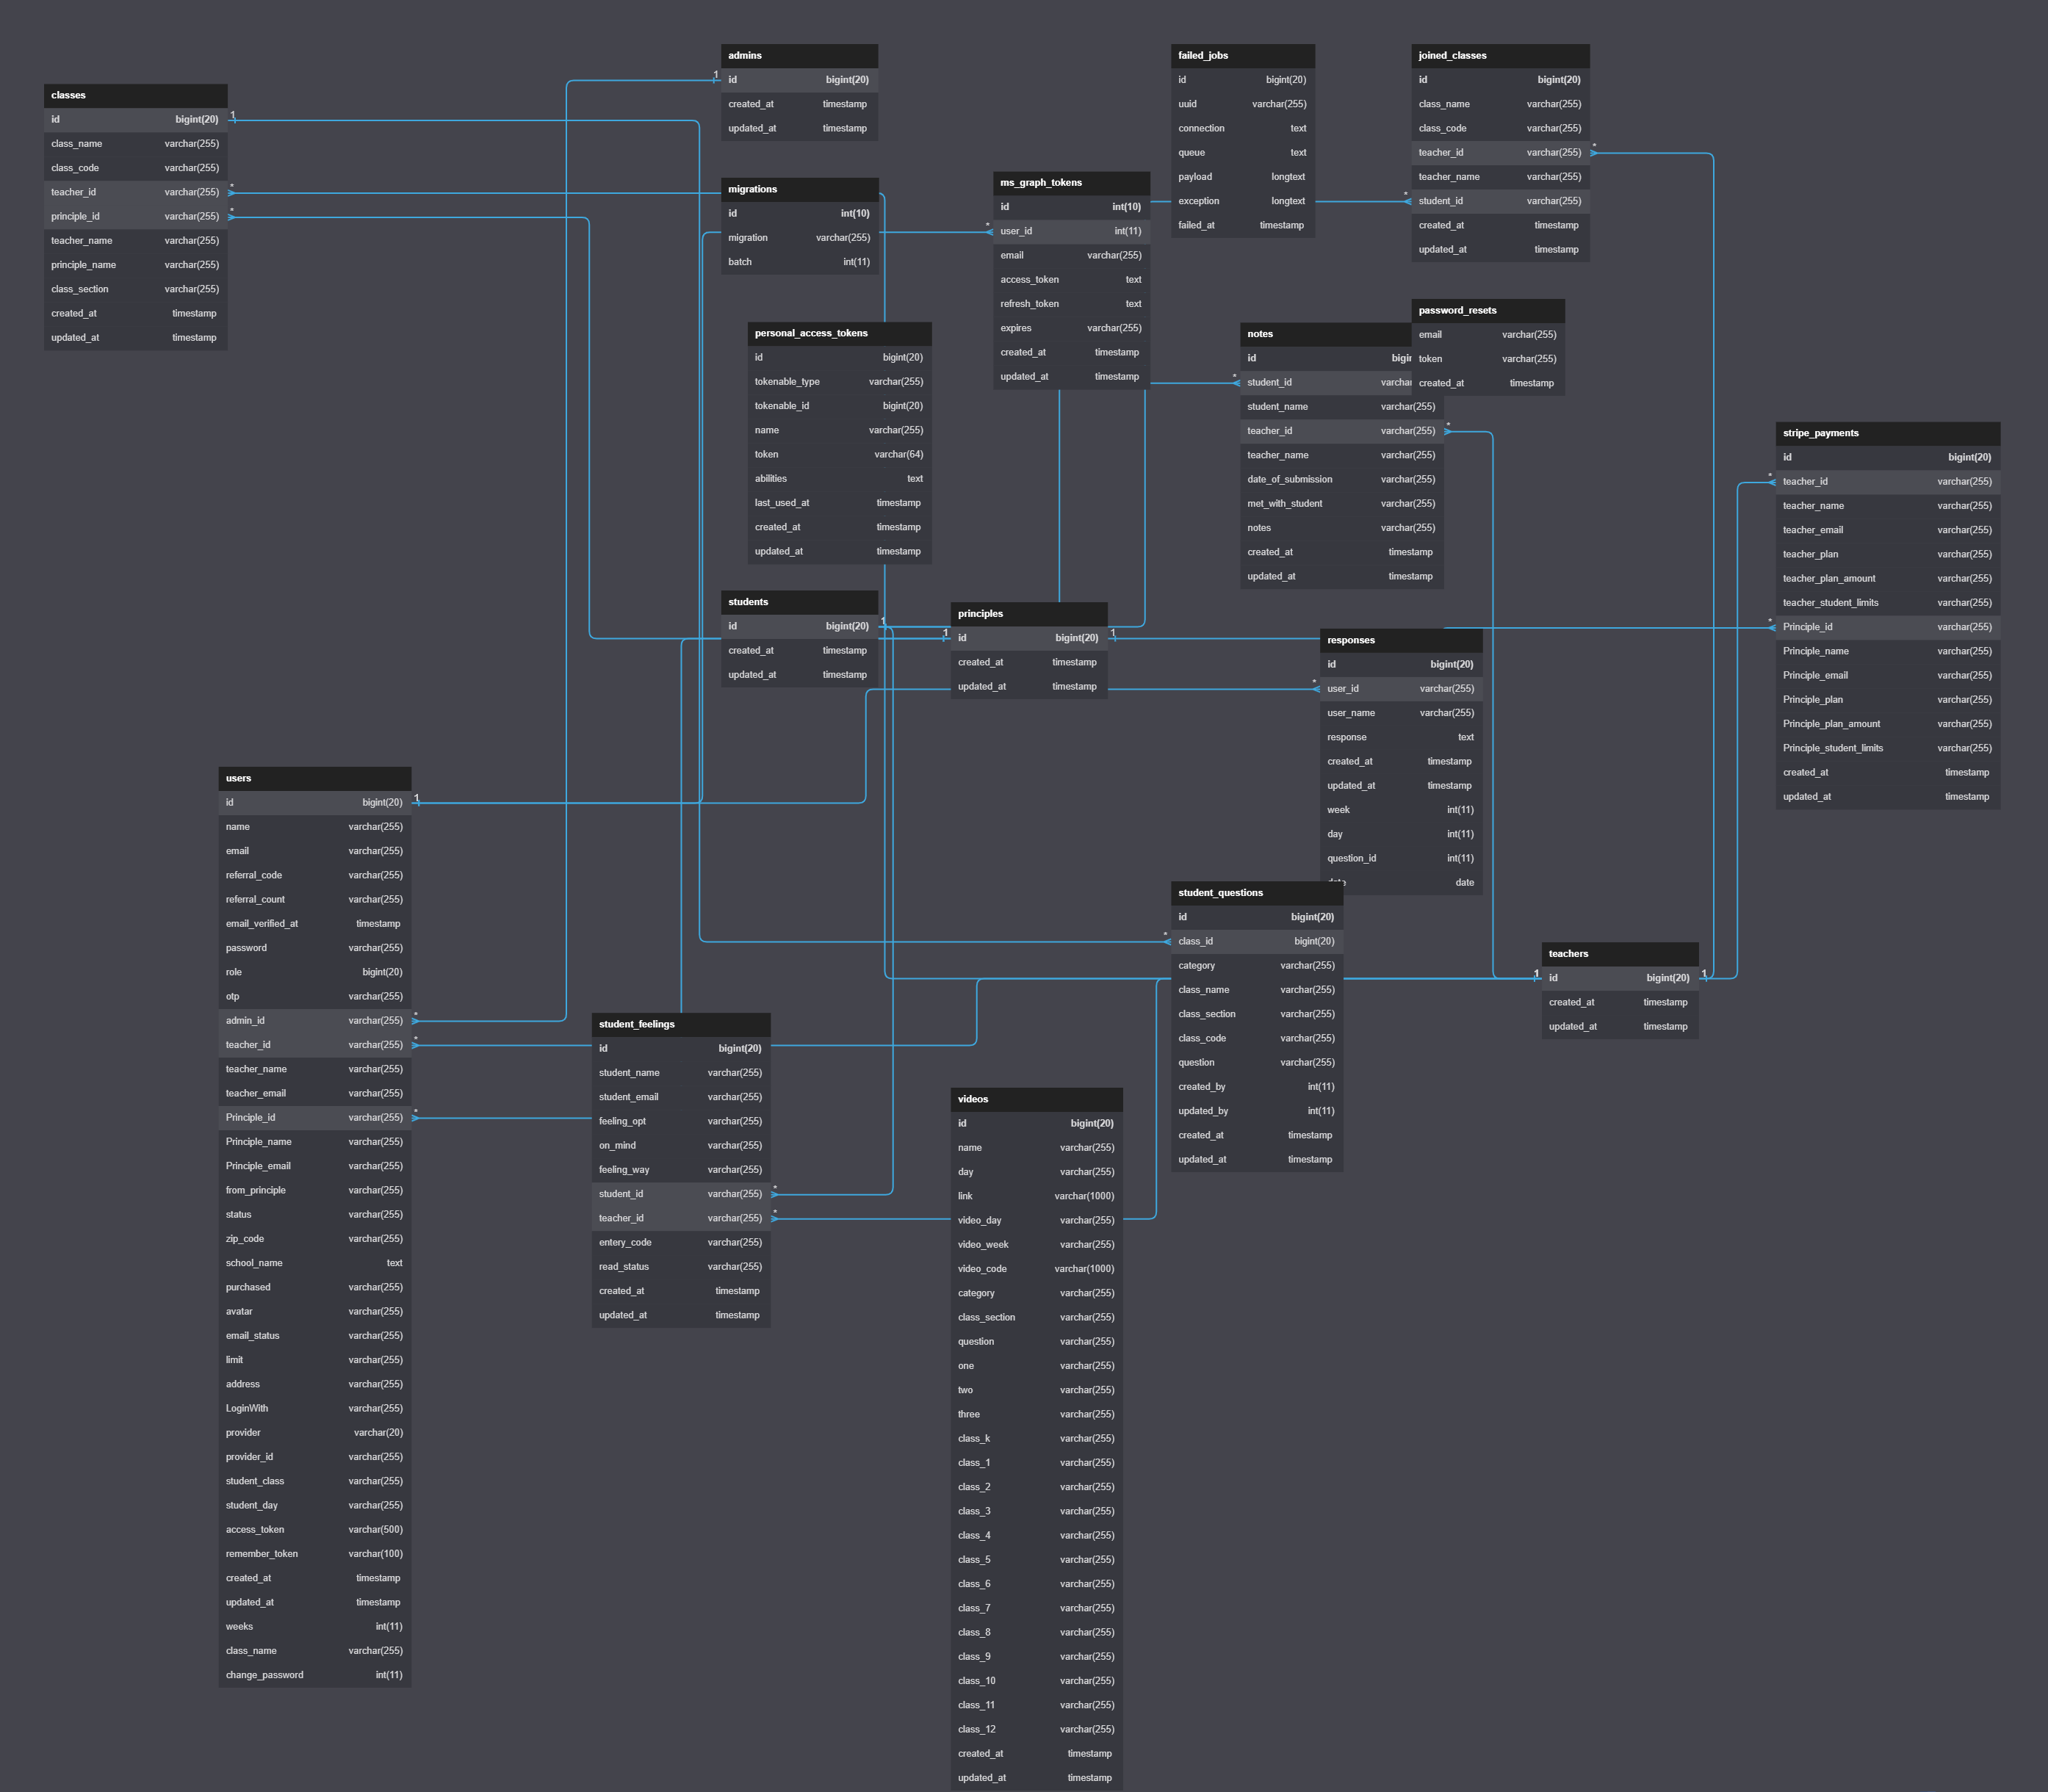 classes
id bigint(20)
class_name varchar(255)
class_code varchar(255)
teacher_id varchar(255)
principle_id varchar(255)
teacher_name varchar(255)
principle_name varchar(255)
class_section varchar(255)
created_at timestamp
updated_at timestamp
1
*
*
admins
1
id bigint(20)
created_at timestamp
updated_at timestamp
migrations
id int(10)
migration varchar(255)
batch int(11)
personal_access_tokens
id bigint(20)
tokenable_type varchar(255)
tokenable_id bigint(20)
name varchar(255)
token varchar(64)
abilities text
last_used_at timestamp
created_at timestamp
updated_at timestamp
students
id bigint(20)
1
created_at timestamp
updated_at timestamp
ms_graph_tokens
id int(10)
*
user_id int(11)
email varchar(255)
access_token text
refresh_token text
expires varchar(255)
created_at timestamp
updated_at timestamp
principles
1
id bigint(20)
1
created_at timestamp
updated_at timestamp
failed_jobs
id bigint(20)
uuid varchar(255)
connection text
queue text
payload longtext
exception longtext
failed_at timestamp
joined_classes
id bigint(20)
class_name varchar(255)
class_code varchar(255)
teacher_id varchar(255)
*
teacher_name varchar(255)
*
student_id varchar(255)
created_at timestamp
updated_at timestamp
password_resets
email varchar(255)
token varchar(255)
created_at timestamp
notes
id
*
student_id
student_name varchar(255)
teacher_id varchar(255)
*
teacher_name varchar(255)
date_of_submission varchar(255)
met_with_student varchar(255)
notes varchar(255)
created_at timestamp
updated_at timestamp
stripe_payments
id bigint(20)
*
teacher_id varchar(255)
teacher_name varchar(255)
teacher_email varchar(255)
teacher_plan varchar(255)
teacher_plan_amount varchar(255)
teacher_student_limits varchar(255)
*
Principle_id varchar(255)
Principle_name varchar(255)
Principle_email varchar(255)
Principle_plan varchar(255)
Principle_plan_amount varchar(255)
Principle_student_limits varchar(255)
created_at timestamp
updated_at timestamp
responses
id bigint(20)
*
user_id varchar(255)
user_name varchar(255)
response text
created_at timestamp
updated_at timestamp
week int(11)
day int(11)
question_id int(11)
date
student_questions
id bigint(20)
*
class_id bigint(20)
category varchar(255)
class_name varchar(255)
class_section varchar(255)
class_code varchar(255)
question varchar(255)
created_by int(11)
updated_by int(11)
created_at timestamp
updated_at timestamp
teachers
1
id bigint(20)
1
created_at timestamp
updated_at timestamp
users
id bigint(20)
1
name varchar(255)
email varchar(255)
referral_code varchar(255)
referral_count varchar(255)
email_verified_at timestamp
password varchar(255)
role bigint(20)
otp varchar(255)
admin_id varchar(255)
*
teacher_id varchar(255)
*
teacher_name varchar(255)
teacher_email varchar(255)
Principle_id varchar(255)
*
Principle_name varchar(255)
Principle_email varchar(255)
from_principle varchar(255)
status varchar(255)
zip_code varchar(255)
school_name text
purchased varchar(255)
avatar varchar(255)
email_status varchar(255)
limit varchar(255)
address varchar(255)
LoginWith varchar(255)
provider varchar(20)
provider_id varchar(255)
student_class varchar(255)
student_day varchar(255)
access_token varchar(500)
remember_token varchar(100)
created_at timestamp
updated_at timestamp
weeks int(11)
class_name varchar(255)
change_password int(11)
student_feelings
id bigint(20)
student_name varchar(255)
student_email varchar(255)
feeling_opt varchar(255)
on_mind varchar(255)
feeling_way varchar(255)
student_id varchar(255)
*
teacher_id varchar(255)
*
entery_code varchar(255)
read_status varchar(255)
created_at timestamp
updated_at timestamp
videos
id bigint(20)
name varchar(255)
day varchar(255)
link varchar(1000)
video_day varchar(255)
video_week varchar(255)
video_code varchar(1000)
category varchar(255)
class_section varchar(255)
question varchar(255)
one varchar(255)
two varchar(255)
three varchar(255)
class_k varchar(255)
class_1 varchar(255)
class_2 varchar(255)
class_3 varchar(255)
class_4 varchar(255)
class_5 varchar(255)
class_6 varchar(255)
class_7 varchar(255)
class_8 varchar(255)
class_9 varchar(255)
class_10 varchar(255)
class_11 varchar(255)
class_12 varchar(255)
created_at timestamp
updated_at timestamp